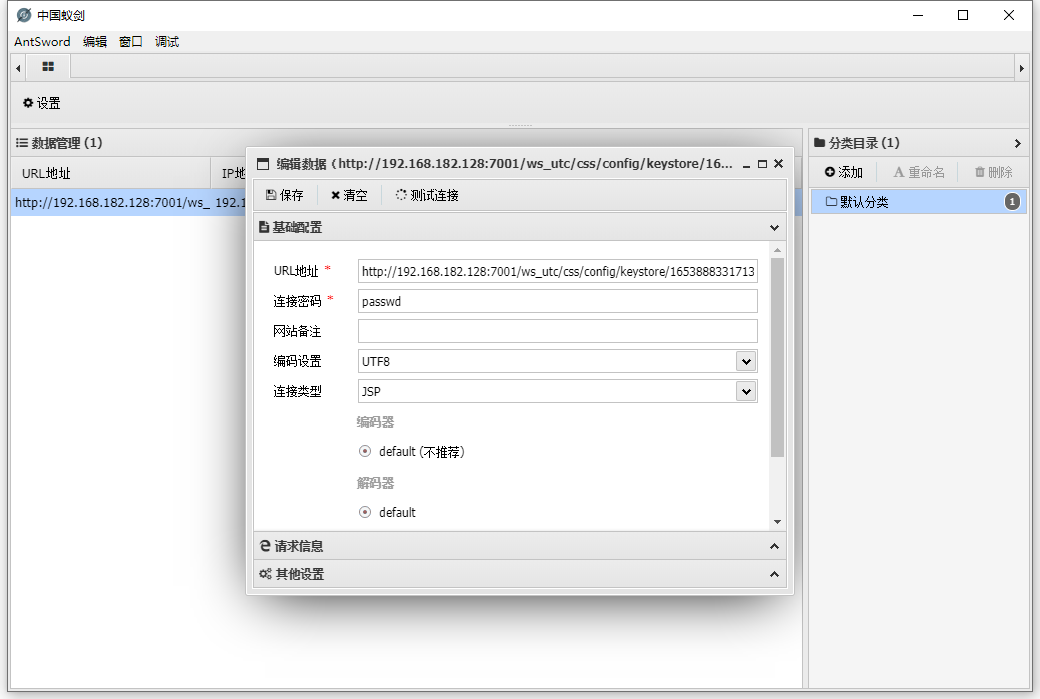 中国蚁剑
AntSword 编辑 窗口 调试
设置
数据管理 (1)
URL地址 IP地
http://192.168.182.128:7001/ws_ 192.1
分类目录 (1)
添加 重命名 删除
默认分类 1
编辑数据 (http://192.168.182.128:7001/ws_utc/css/config/keystore/16...
保存 清空 测试连接
基础配置
URL地址 * http://192.168.182.128:7001/ws_utc/css/config/keystore/1653888331713
连接密码 * passwd
网站备注
编码设置 UTF8
连接类型 JSP
编码器
default (不推荐)
解码器
default
请求信息
其他设置